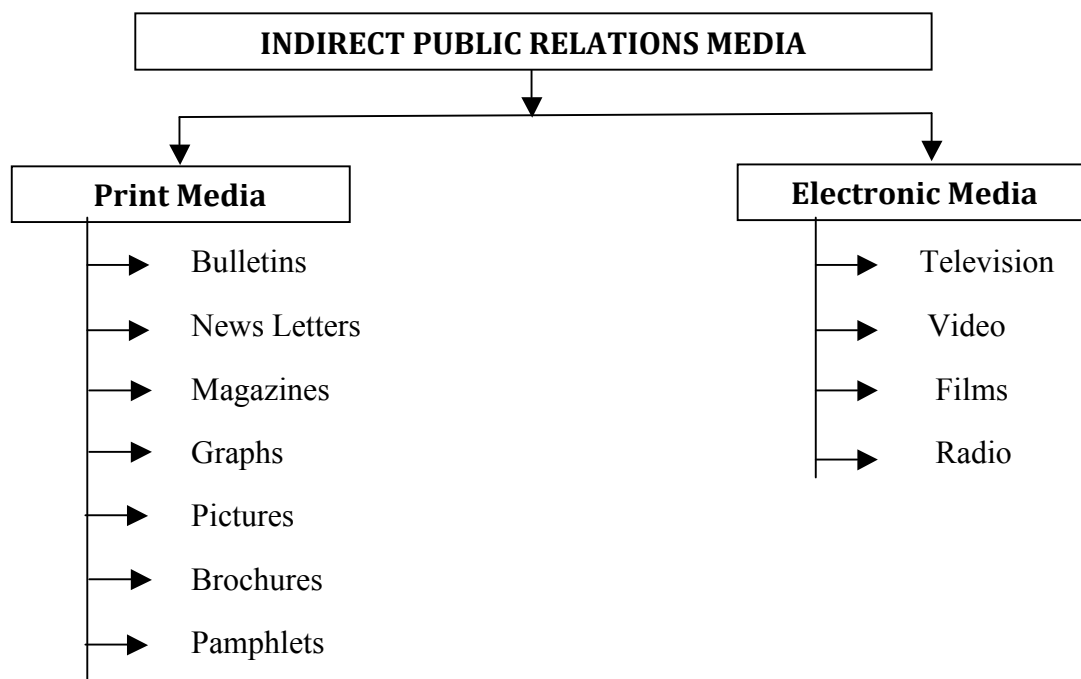 INDIRECT PUBLIC RELATIONS MEDIA
Print Media
Bulletins
News Letters
Magazines
Graphs
Pictures
Brochures
Pamphlets
Electronic Media
Television
Video
Films
Radio